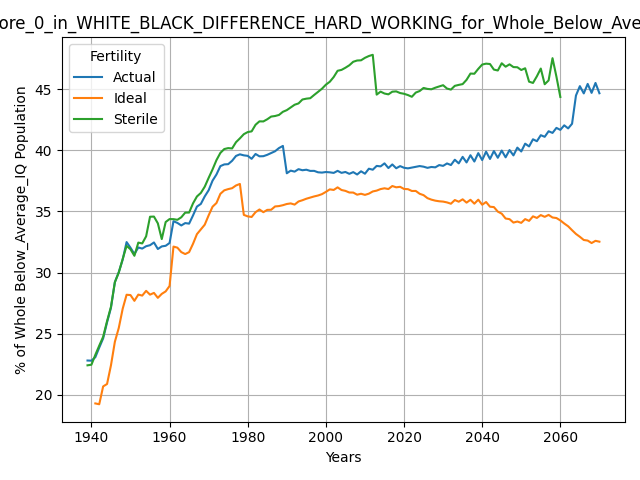 ore_0_in_WHITE_BLACK_DIFFERENCE_HARD_WORKING_for_Whole_Below_Ave
Fertility
Actual
Ideal
Sterile
% of Whole Below_Average_IQ Population
45
40
35
30
25
20
1940 1960 1980 2000 2020 2040 2060
Years